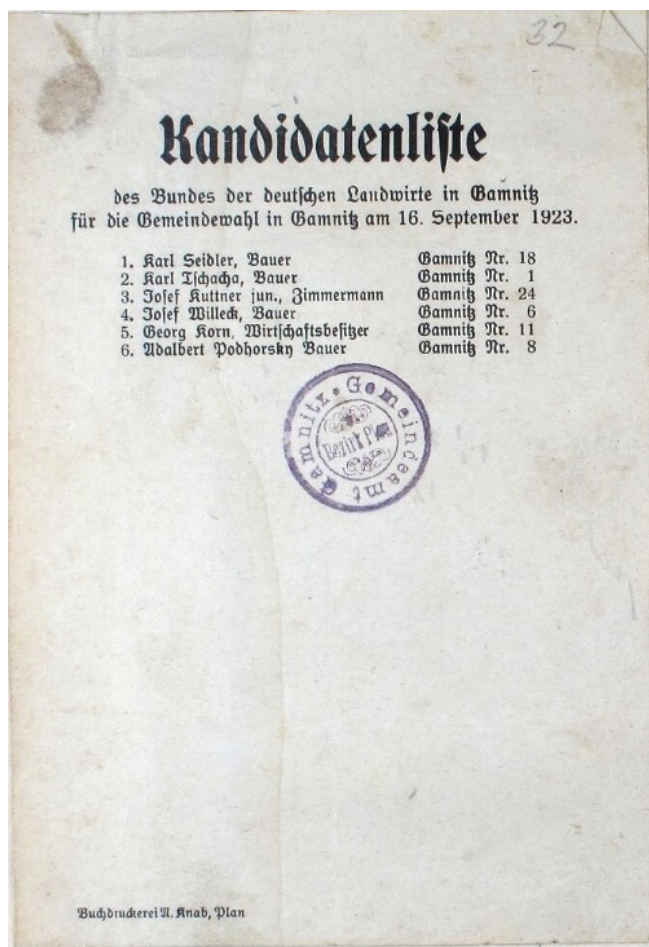 32
Kandidatenliste
des Bundes der deutschen Landwirte in Gamnitz
für die Gemeindewahl in Gamnitz am 16. September 1923.
1. Karl Seidler, Bauer Gamnitz Nr. 18
2. Karl Tschacha, Bauer Gamnitz Nr. 1
3. Josef Kuttner jun., Zimmermann Gamnitz Nr. 24
4. Josef Willeck, Bauer Gamnitz Nr. 6
5. Georg Korn, Wirtschaftsbesitzer Gamnitz Nr. 11
6. Adalbert Podhorsky Bauer Gamnitz Nr. 8
Gemeindeamt Gamnitz
Bezirk Plan
Buchdruckerei A. Knab, Plan